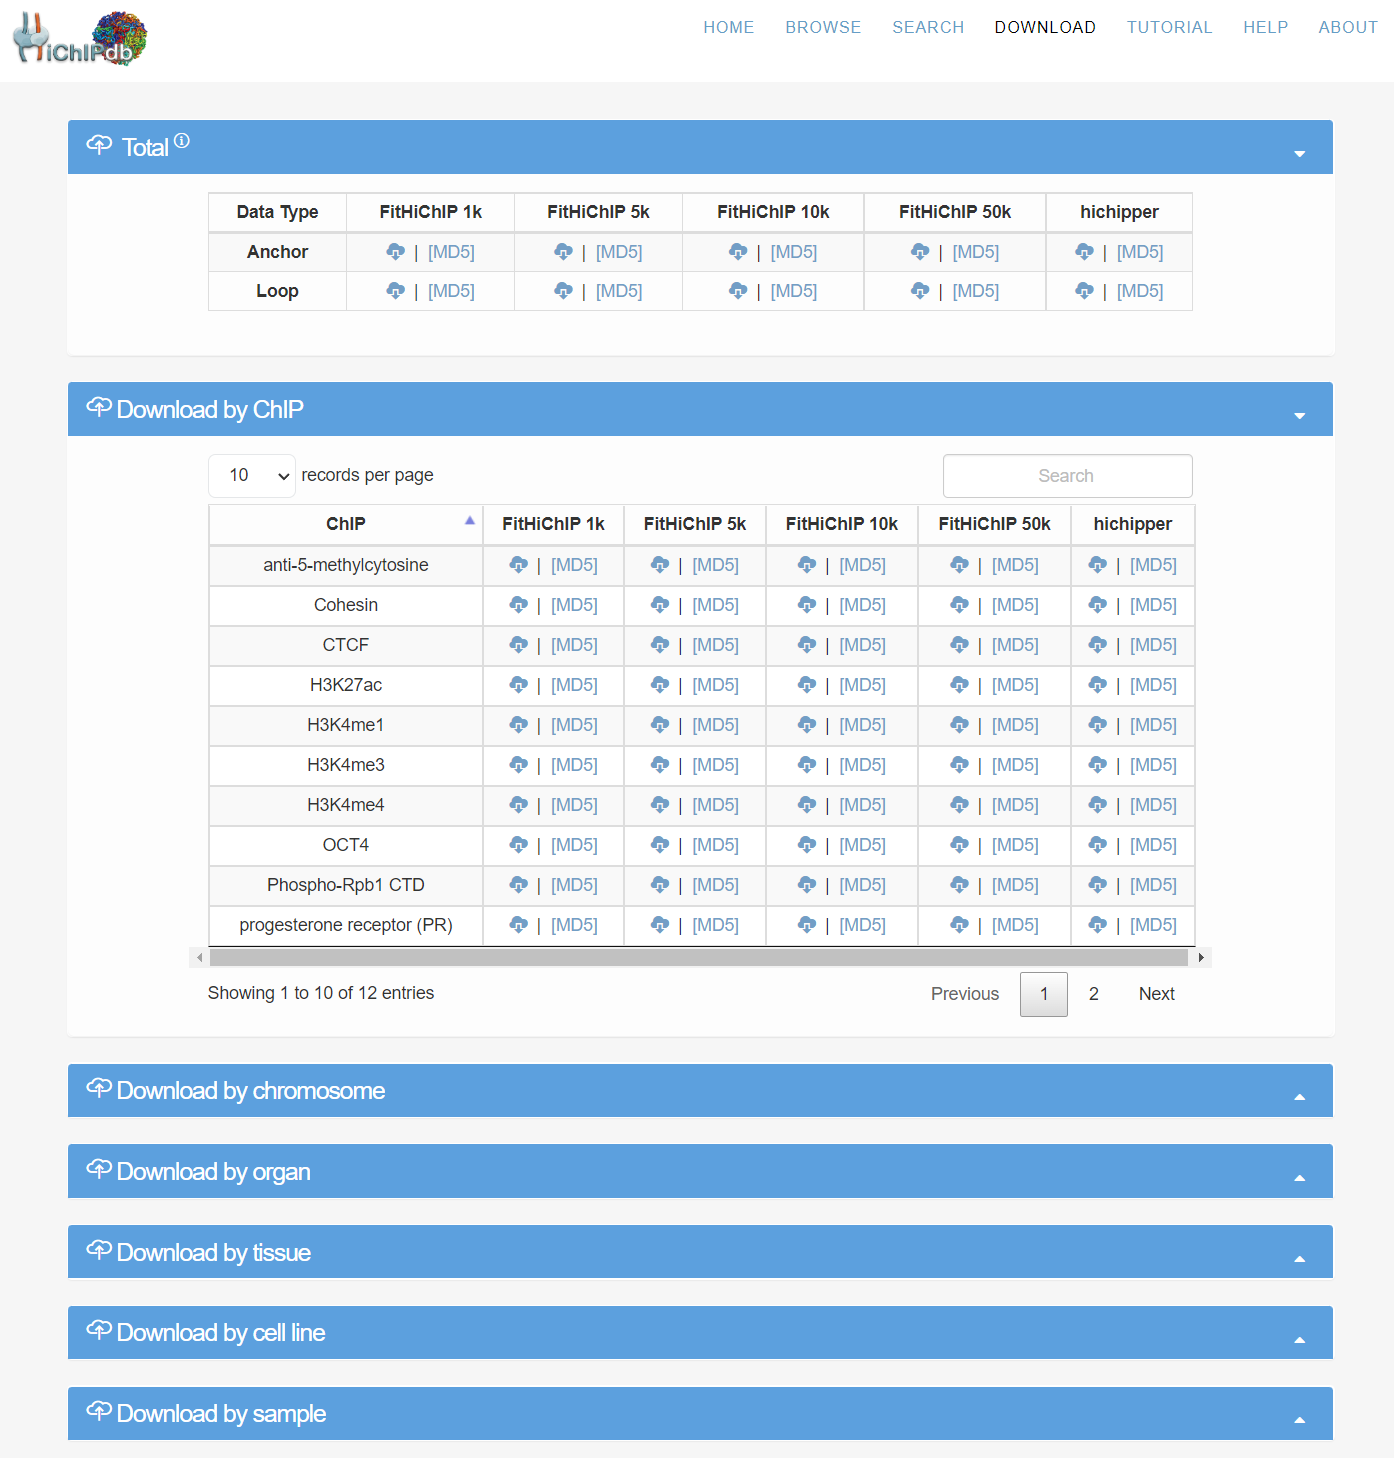 iChIPdb
HOME BROWSE SEARCH DOWNLOAD TUTORIAL HELP ABOUT
Total
Data Type FitHiChIP 1k FitHiChIP 5k FitHiChIP 10k FitHiChIP 50k hichipper
Anchor | [MD5] | [MD5] | [MD5] | [MD5] | [MD5]
Loop | [MD5] | [MD5] | [MD5] | [MD5] | [MD5]
Download by ChIP
10 records per page Search
ChIP FitHiChIP 1k FitHiChIP 5k FitHiChIP 10k FitHiChIP 50k hichipper
anti-5-methylcytosine | [MD5] | [MD5] | [MD5] | [MD5] | [MD5]
Cohesin | [MD5] | [MD5] | [MD5] | [MD5] | [MD5]
CTCF | [MD5] | [MD5] | [MD5] | [MD5] | [MD5]
H3K27ac | [MD5] | [MD5] | [MD5] | [MD5] | [MD5]
H3K4me1 | [MD5] | [MD5] | [MD5] | [MD5] | [MD5]
H3K4me3 | [MD5] | [MD5] | [MD5] | [MD5] | [MD5]
H3K4me4 | [MD5] | [MD5] | [MD5] | [MD5] | [MD5]
OCT4 | [MD5] | [MD5] | [MD5] | [MD5] | [MD5]
Phospho-Rpb1 CTD | [MD5] | [MD5] | [MD5] | [MD5] | [MD5]
progesterone receptor (PR) | [MD5] | [MD5] | [MD5] | [MD5] | [MD5]
Showing 1 to 10 of 12 entries Previous 1 2 Next
Download by chromosome
Download by organ
Download by tissue
Download by cell line
Download by sample